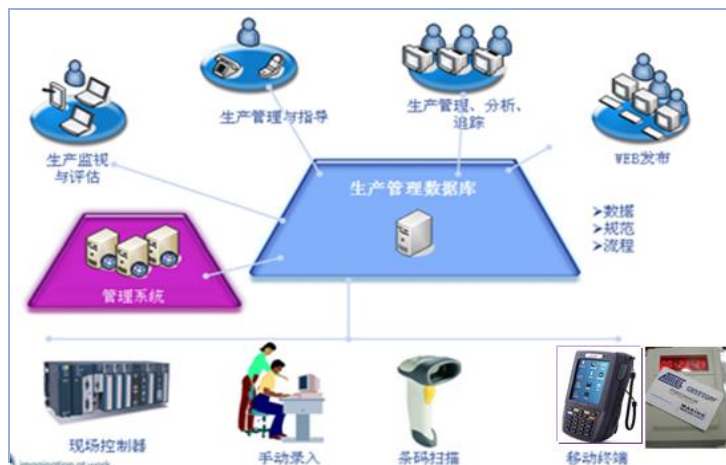 生产管理与指导
生产管理、分析、
追踪
生产监视
与评估
WEB发布
生产管理数据库
➢数据
➢规范
➢流程
管理系统
现场控制器
手动录入
条码扫描
移动终端
imagination at work